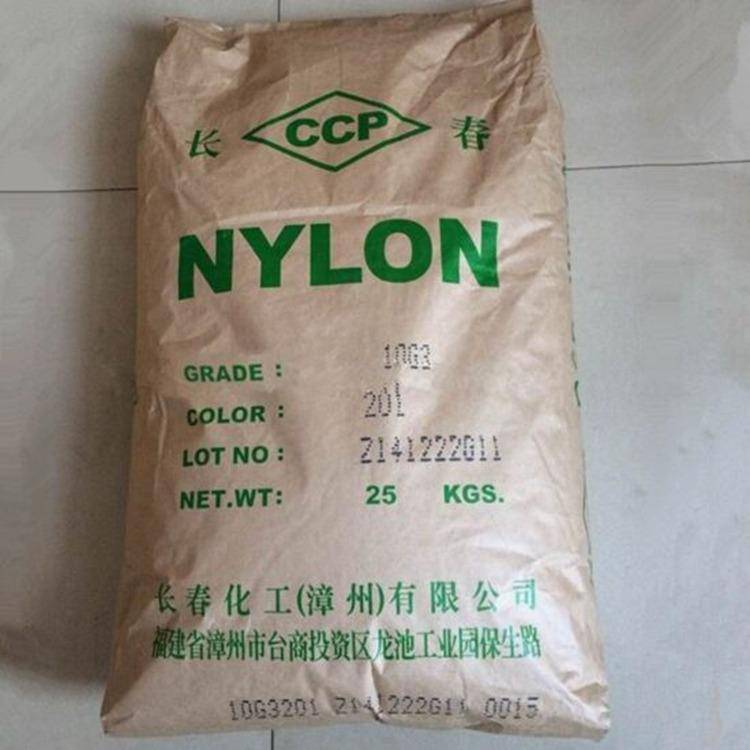 长 CCP 春
NYLON
GRADE : 10G3
COLOR : 201
LOT NO : Z141222G11
NET.WT: 25 KGS.
长春化工(漳州)有限公司
福建省漳州市台商投资区龙池工业园保生路
10G3201 Z141222G11 0015